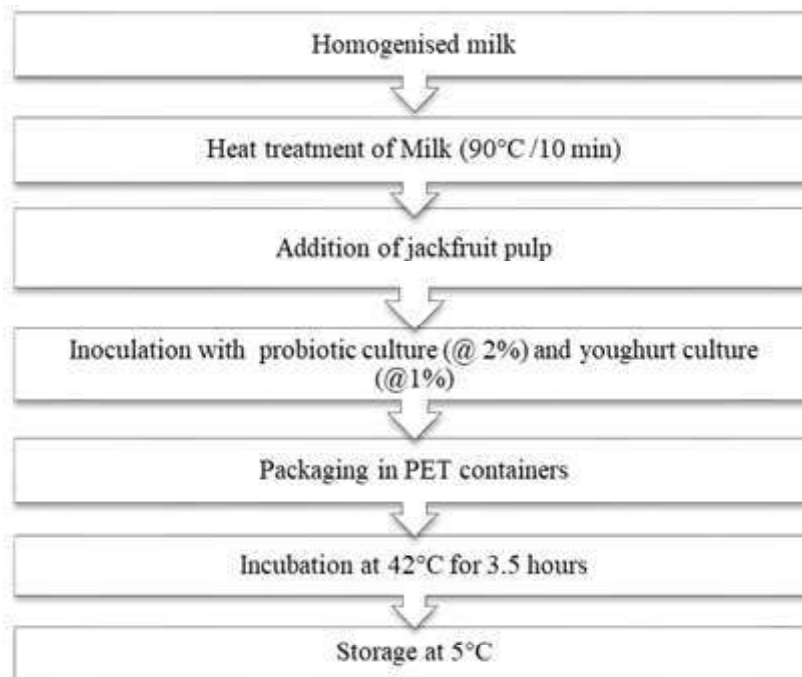 Homogenised milk
Heat treatment of Milk (90°C /10 min)
Addition of jackfruit pulp
Inoculation with probiotic culture (@ 2%) and youghurt culture
(@1%)
Packaging in PET containers
Incubation at 42°C for 3.5 hours
Storage at 5°C